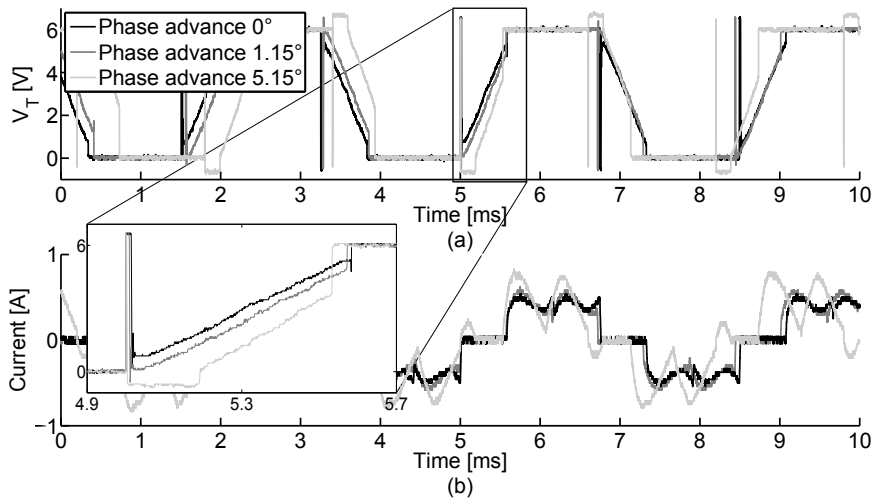 Phase advance 0°
Phase advance 1.15°
Phase advance 5.15°
V_T [V]
6
4
2
0
0 1 2 3 4 5 6 7 8 9 10
Time [ms]
(a)
6
0
4.9 5.3 5.7
Current [A]
1
0
−1
0 1 2 3 4 5 6 7 8 9 10
Time [ms]
(b)